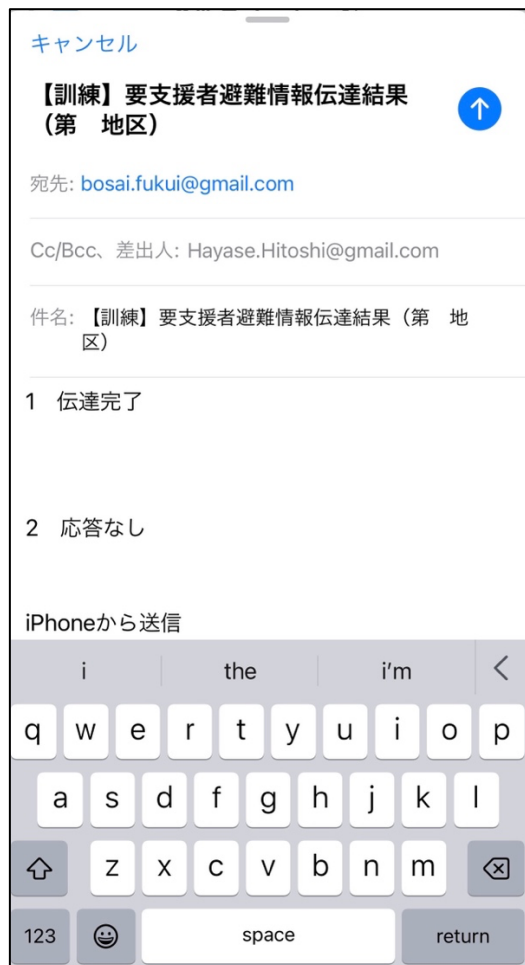 キャンセル
【訓練】要支援者避難情報伝達結果
（第　地区）
宛先: bosai.fukui@gmail.com
Cc/Bcc、差出人: Hayase.Hitoshi@gmail.com
件名: 【訓練】要支援者避難情報伝達結果（第　地
区）
1　伝達完了
2　応答なし
iPhoneから送信
i the i'm
q w e r t y u i o p
a s d f g h j k l
z x c v b n m
123 space return